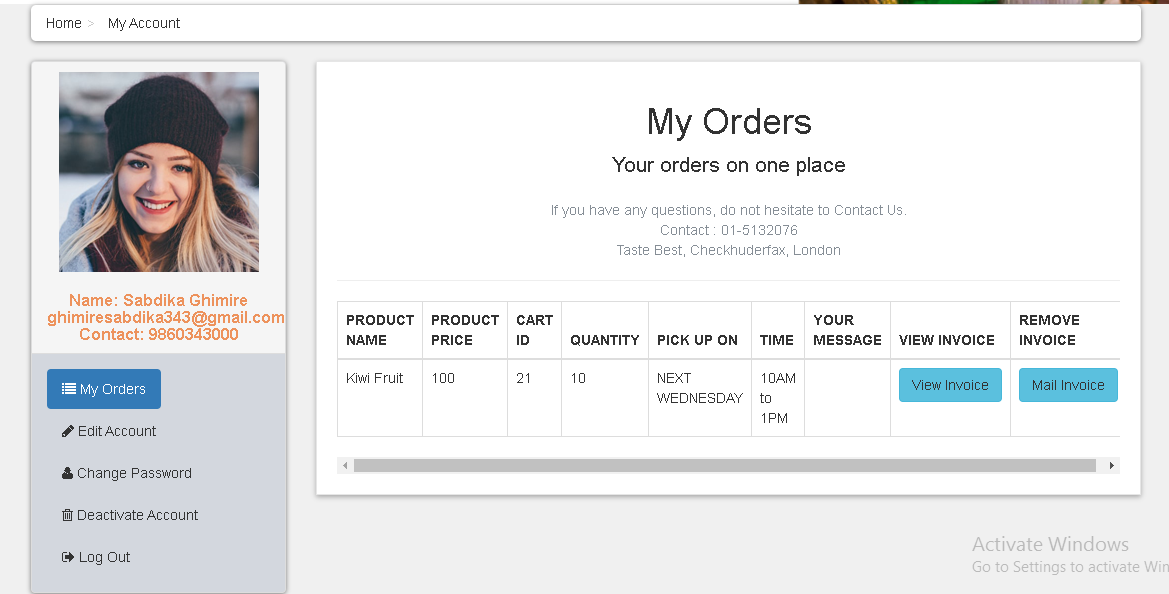 Home > My Account
My Orders
Your orders on one place
If you have any questions, do not hesitate to Contact Us.
Contact : 01-5132076
Taste Best, Checkhuderfax, London
Name: Sabdika Ghimire
ghimiresabdika343@gmail.com
Contact: 9860343000
My Orders
Edit Account
Change Password
Deactivate Account
Log Out
PRODUCT PRODUCT CART YOUR REMOVE
NAME PRICE ID QUANTITY PICK UP ON TIME MESSAGE VIEW INVOICE INVOICE
Kiwi Fruit 100 21 10 NEXT 10AM View Invoice Mail Invoice
WEDNESDAY to
1PM
Activate Windows
Go to Settings to activate Win